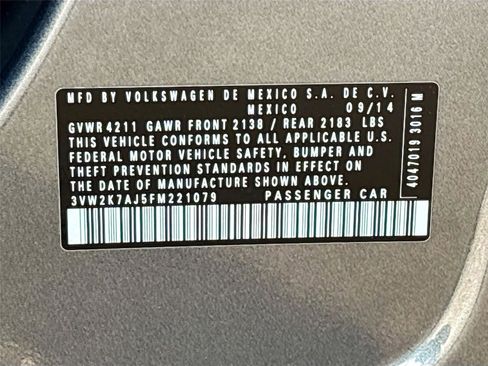 MFD BY VOLKSWAGEN DE MEXICO S.A. DE C.V.
MEXICO 09/14
GVWR 4211 GAWR FRONT 2138 / REAR 2183 LBS
THIS VEHICLE CONFORMS TO ALL APPLICABLE U.S.
FEDERAL MOTOR VEHICLE SAFETY, BUMPER AND
THEFT PREVENTION STANDARDS IN EFFECT ON
THE DATE OF MANUFACTURE SHOWN ABOVE.
3VW2K7AJ5FM221079 PASSENGER CAR
4047019 3016 M